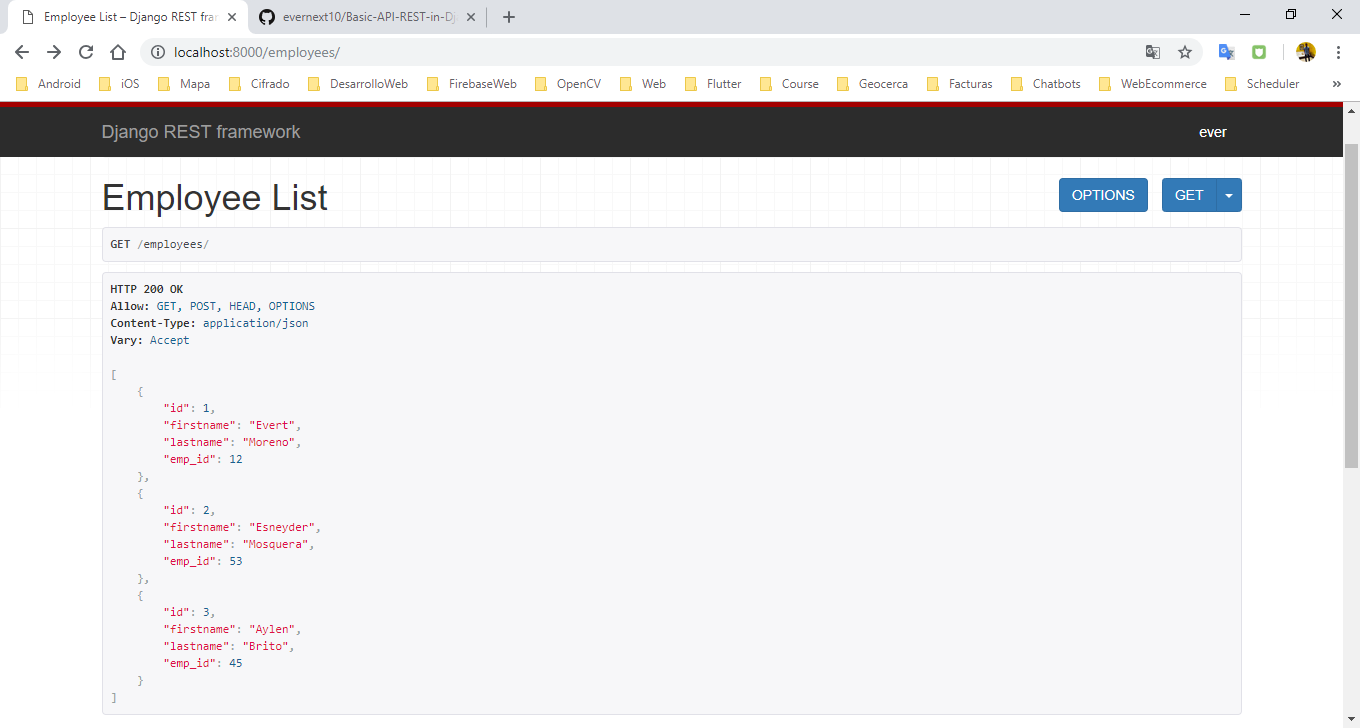 Employee List – Django REST fra
evernext10/Basic-API-REST-in-Dj
localhost:8000/employees/
Android iOS Mapa Cifrado DesarrolloWeb FirebaseWeb OpenCV Web Flutter Course Geocerca Facturas Chatbots WebEcommerce Scheduler »
Django REST framework ever
Employee List OPTIONS GET
GET /employees/
HTTP 200 OK
Allow: GET, POST, HEAD, OPTIONS
Content-Type: application/json
Vary: Accept
[
    {
        "id": 1,
        "firstname": "Evert",
        "lastname": "Moreno",
        "emp_id": 12
    },
    {
        "id": 2,
        "firstname": "Esneyder",
        "lastname": "Mosquera",
        "emp_id": 53
    },
    {
        "id": 3,
        "firstname": "Aylen",
        "lastname": "Brito",
        "emp_id": 45
    }
]